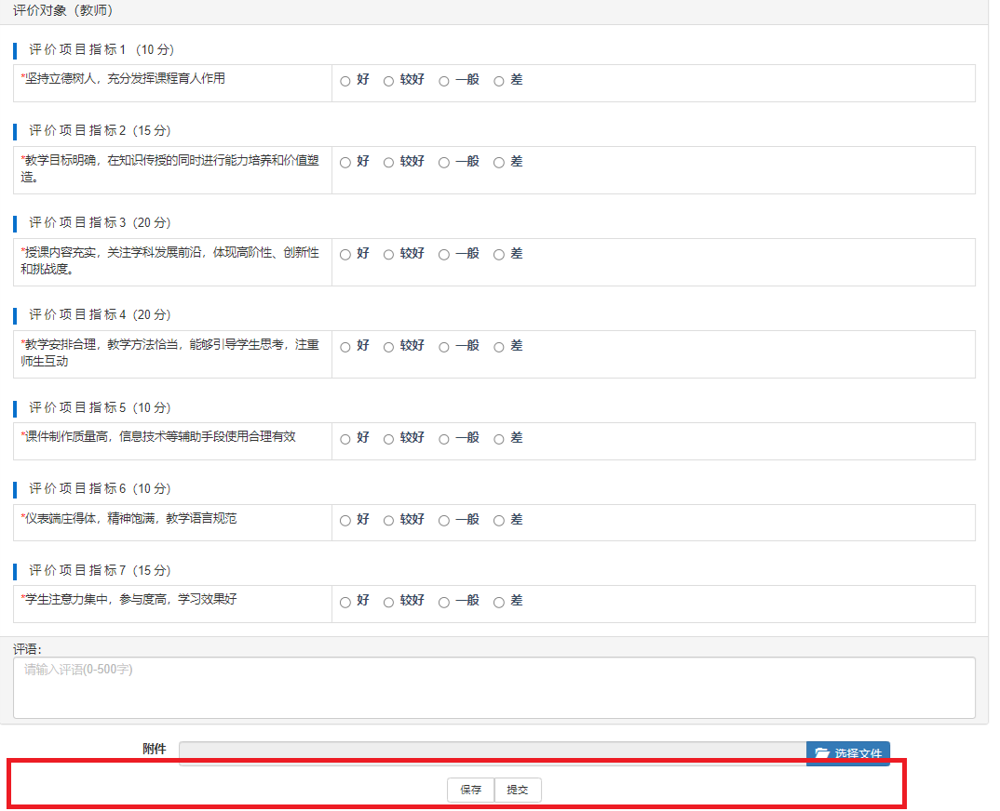 评价对象（教师）
评价项目指标1 （10分）
*坚持立德树人，充分发挥课程育人作用
好 较好 一般 差
评价项目指标2（15分）
*教学目标明确，在知识传授的同时进行能力培养和价值塑
造。
好 较好 一般 差
评价项目指标3（20分）
*授课内容充实，关注学科发展前沿，体现高阶性、创新性
和挑战度。
好 较好 一般 差
评价项目指标4（20分）
*教学安排合理，教学方法恰当，能够引导学生思考，注重
师生互动
好 较好 一般 差
评价项目指标5（10分）
*课件制作质量高，信息技术等辅助手段使用合理有效
好 较好 一般 差
评价项目指标6（10分）
*仪表端庄得体，精神饱满，教学语言规范
好 较好 一般 差
评价项目指标7（15分）
*学生注意力集中，参与度高，学习效果好
好 较好 一般 差
评语：
请输入评语(0-500字)
附件 选择文件
保存 提交